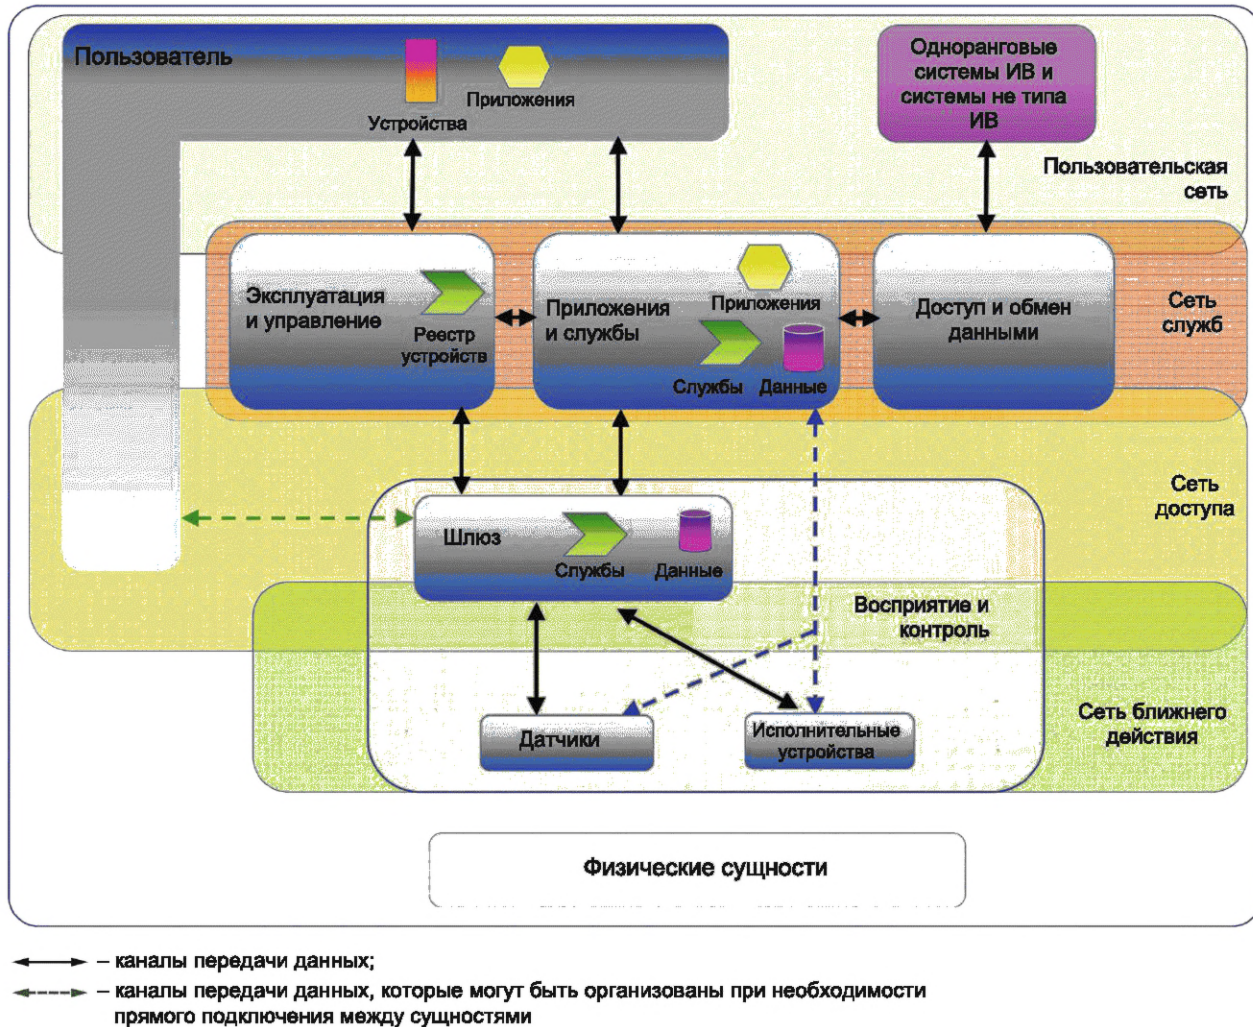 Пользователь
Устройства
Приложения
Одноранговые
системы ИВ и
системы не типа
ИВ
Пользовательская
сеть
Эксплуатация
и управление
Реестр
устройств
Приложения
и службы
Приложения
Службы
Данные
Доступ и обмен
данными
Сеть
служб
Сеть
доступа
Шлюз
Службы
Данные
Восприятие и
контроль
Датчики
Исполнительные
устройства
Сеть ближнего
действия
Физические сущности
– каналы передачи данных;
– каналы передачи данных, которые могут быть организованы при необходимости
прямого подключения между сущностями